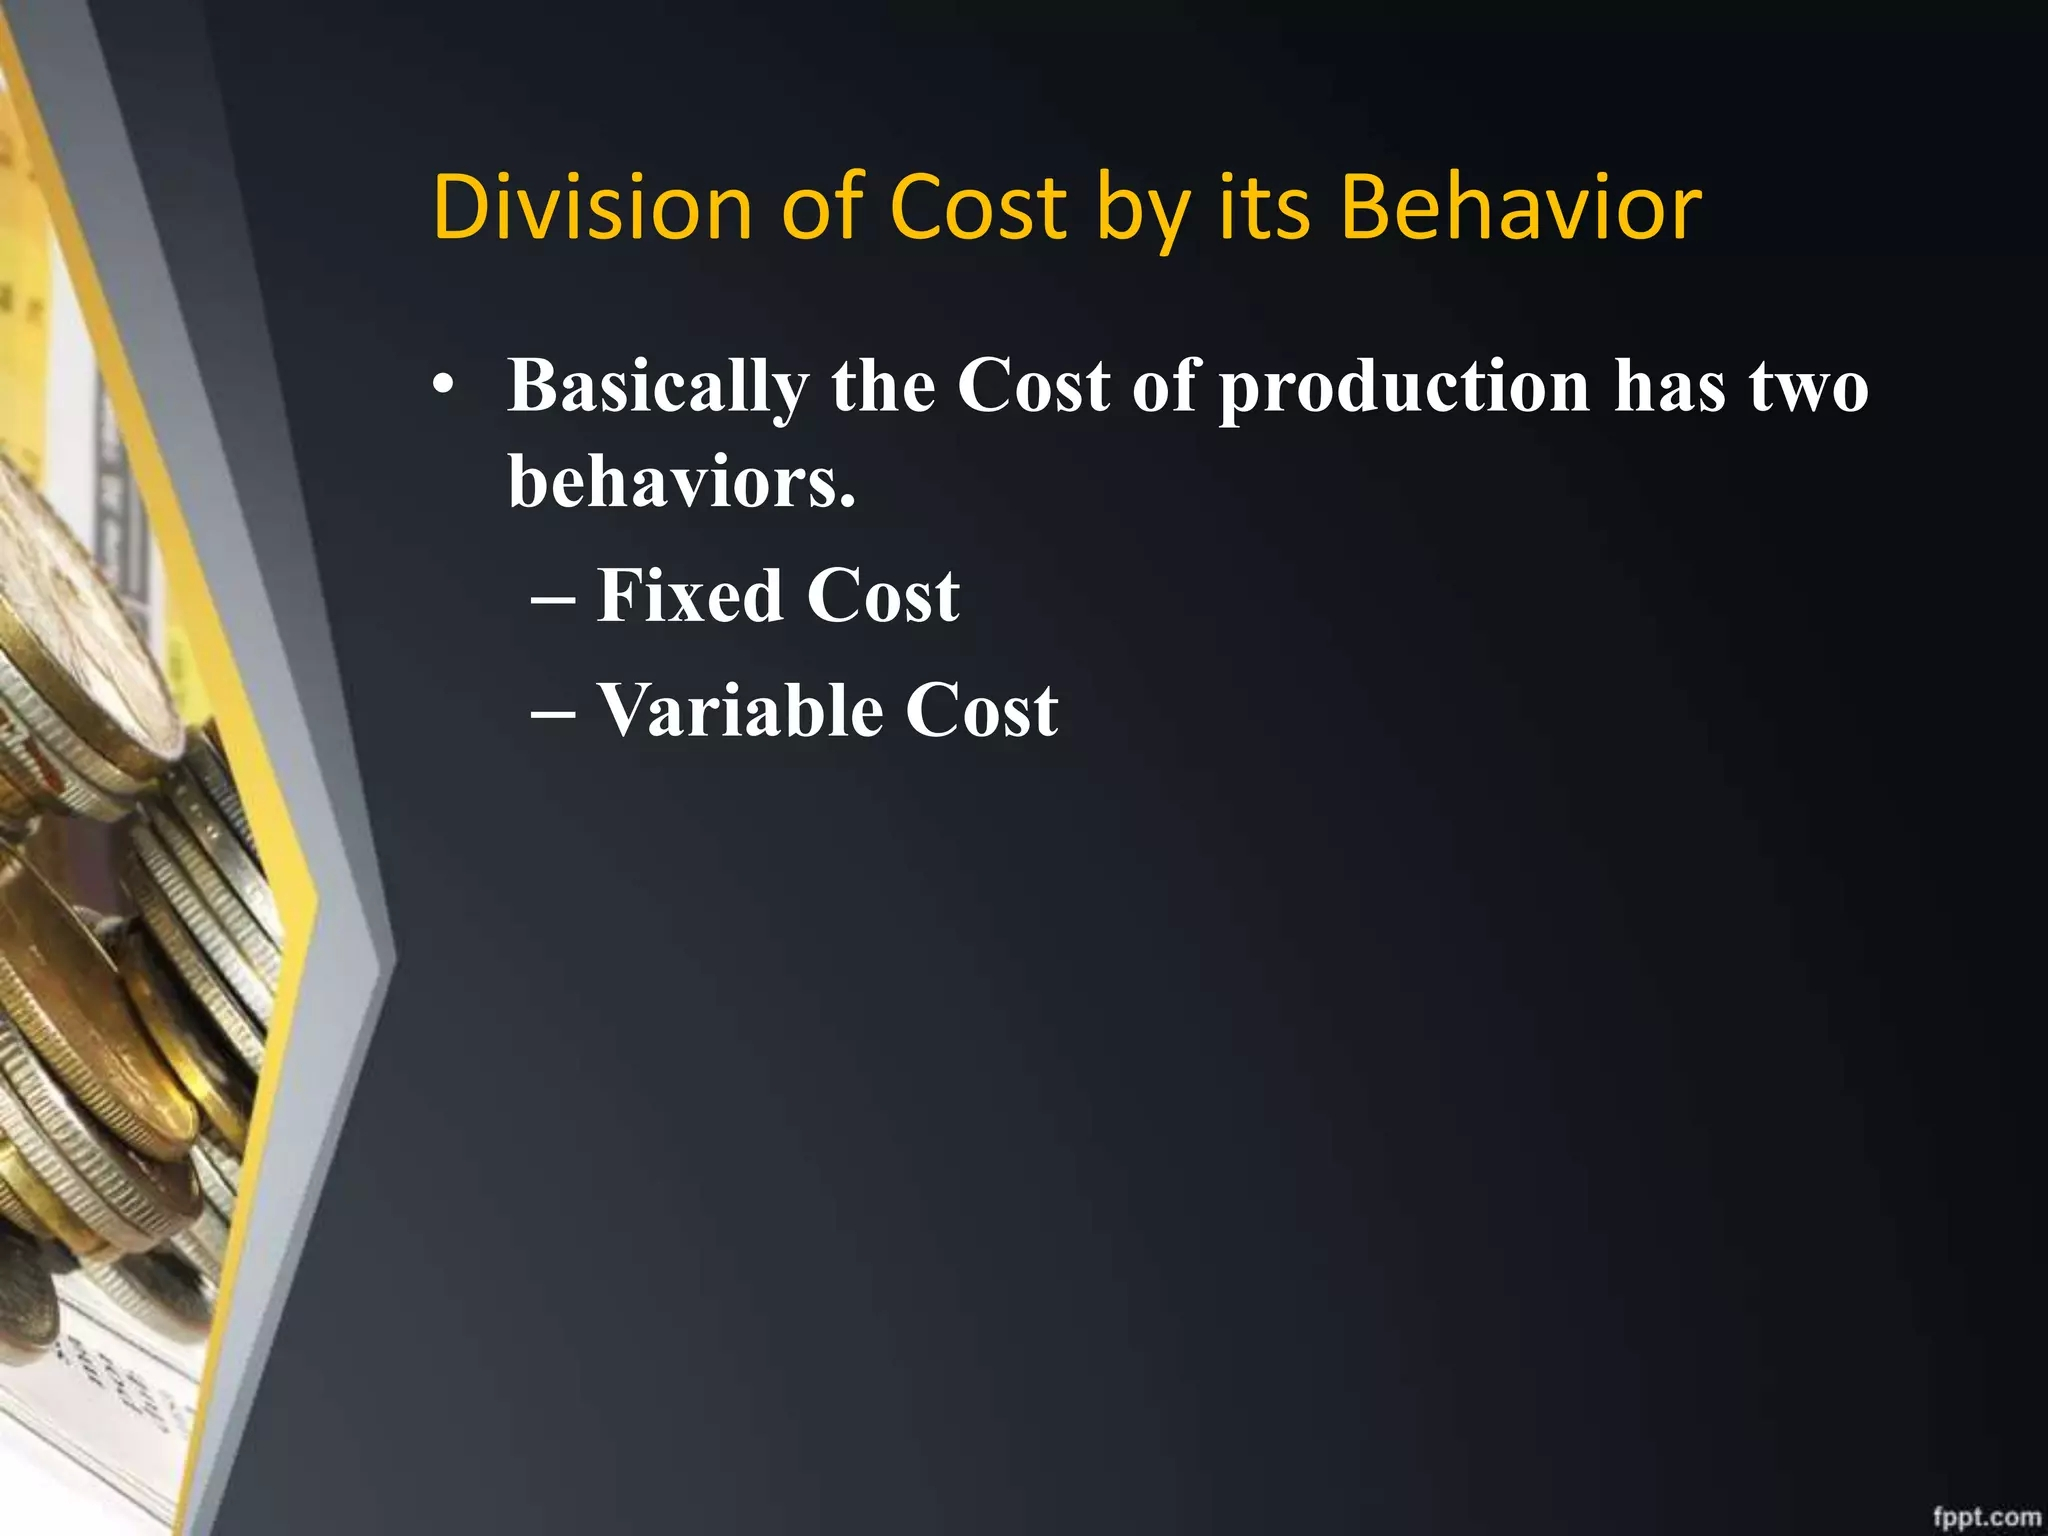 Division of Cost by its Behavior
• Basically the Cost of production has two
behaviors.
– Fixed Cost
– Variable Cost
fppt.com